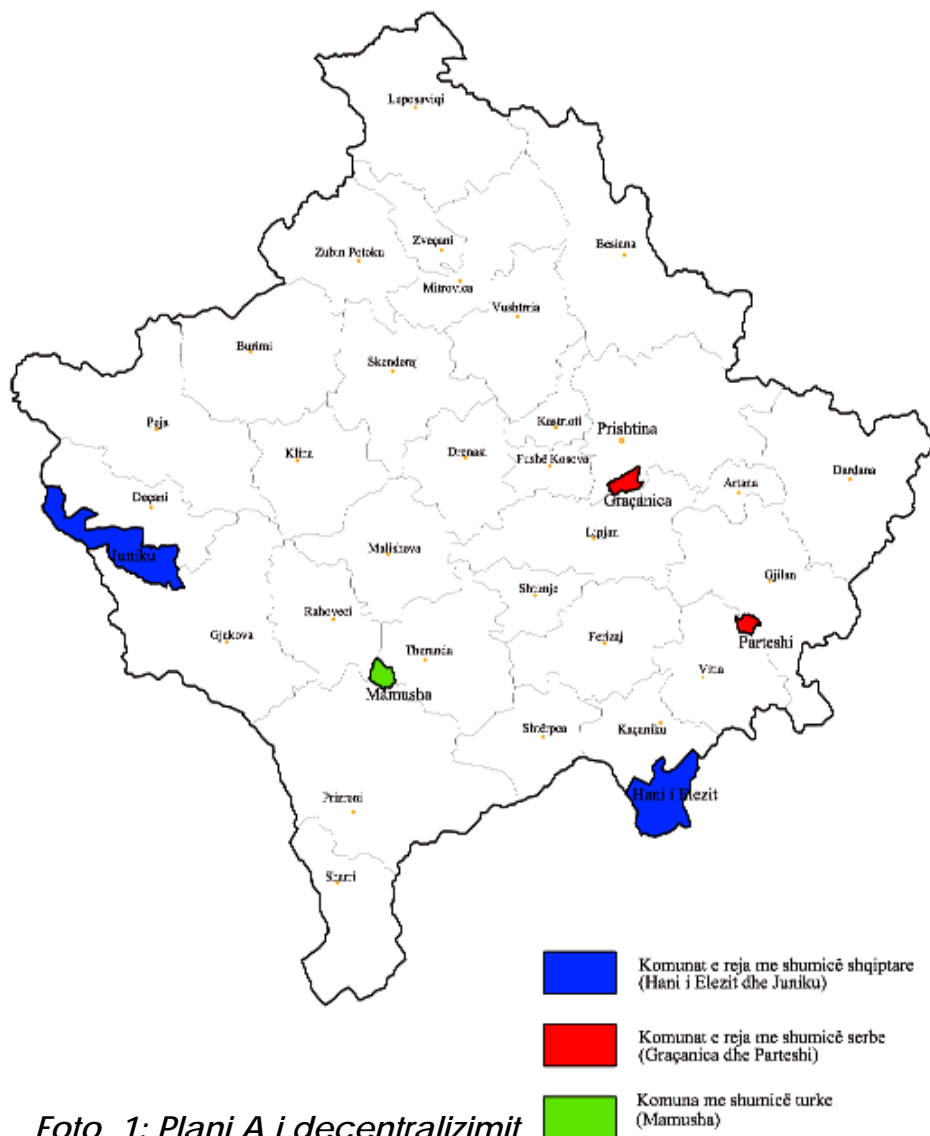 Leposaviqi
Zveçani
Besiana
Zubin Potoku
Mitrovica
Vushtrria
Burimi
Skenderaj
Kastrioti
Peja
Prishtina
Klina
Drenasi
Fushë Kosova
Dardana
Artana
Deçani
Graçanica
Lipjan
Juniku
Malisheva
Gjilan
Shtimje
Rahoveci
Ferizaj
Parteshi
Gjakova
Theranda
Vitia
Mamusha
Shtërpca
Kaçaniku
Hani i Elezit
Prizreni
Sharri
Komunat e reja me shumicë shqiptare
(Hani i Elezit dhe Juniku)
Komunat e reja me shumicë serbe
(Graçanica dhe Parteshi)
Komuna me shumicë turke
(Mamusha)
Foto 1: Plani A i decentralizimit